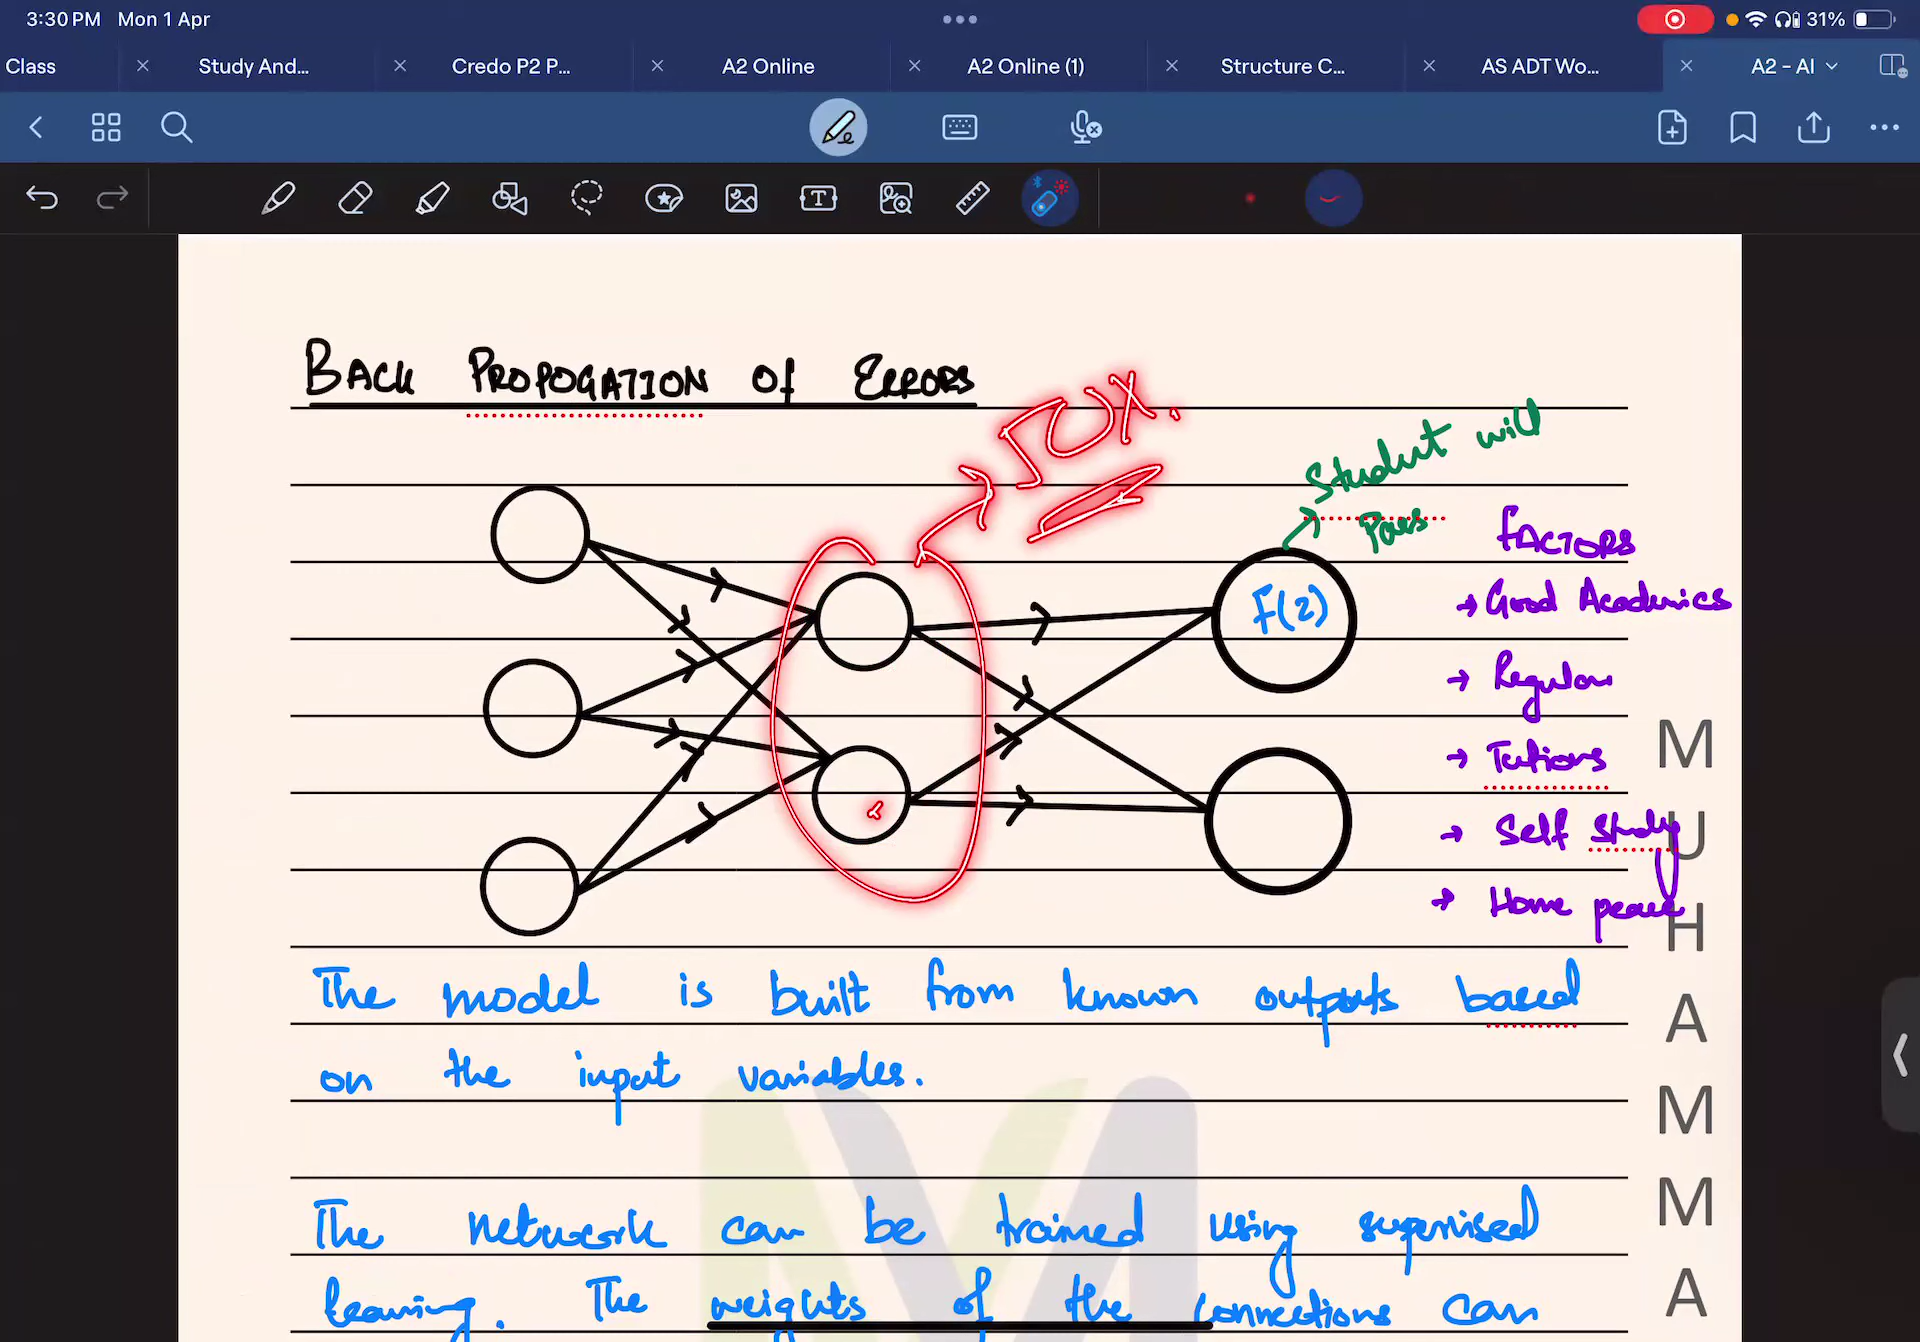 3:30 PM Mon 1 Apr
31%
Class
Study And...
Credo P2 P...
A2 Online
A2 Online (1)
Structure C...
AS ADT Wo...
A2 - AI
BACK PROPOGATION Of ERRORS
50%.
Student will
Pass
FACTORS
→ Good Academics
→ Regular
→ Tutions
→ Self Study
→ Home peace
F(2)
The model is built from known outputs based
on the input variables.
The network can be trained using supervised
learning. The weights of the connections can
M
U
H
A
M
M
A